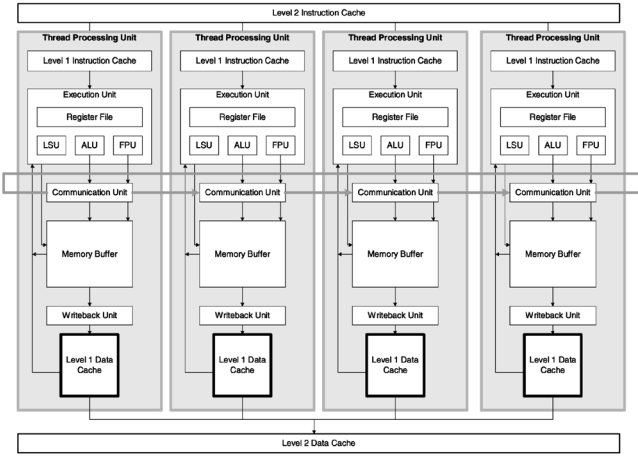 Level 2 Instruction Cache
Thread Processing Unit
Level 1 Instruction Cache
Execution Unit
Register File
LSU
ALU
FPU
Communication Unit
Memory Buffer
Writeback Unit
Level 1 Data
Cache
Thread Processing Unit
Level 1 Instruction Cache
Execution Unit
Register File
LSU
ALU
FPU
Communication Unit
Memory Buffer
Writeback Unit
Level 1 Data
Cache
Thread Processing Unit
Level 1 Instruction Cache
Execution Unit
Register File
LSU
ALU
FPU
Communication Unit
Memory Buffer
Writeback Unit
Level 1 Data
Cache
Thread Processing Unit
Level 1 Instruction Cache
Execution Unit
Register File
LSU
ALU
FPU
Communication Unit
Memory Buffer
Writeback Unit
Level 1 Data
Cache
Level 2 Data Cache